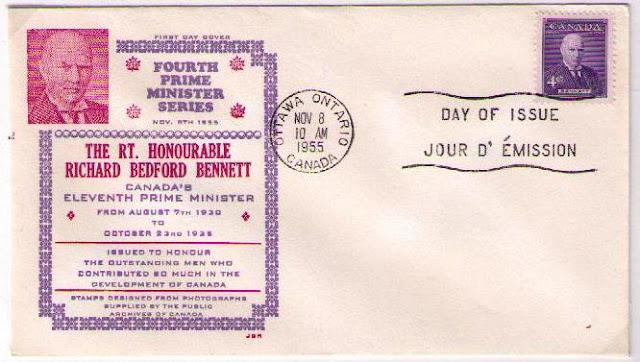 FIRST DAY COVER
FOURTH
PRIME
MINISTER
SERIES
NOV. 8TH 1955
THE RT. HONOURABLE
RICHARD BEDFORD BENNETT
CANADA'S
ELEVENTH PRIME MINISTER
FROM AUGUST 7TH 1930
TO
OCTOBER 23RD 1935
ISSUED TO HONOUR
THE OUTSTANDING MEN WHO
CONTRIBUTED SO MUCH IN THE
DEVELOPMENT OF CANADA
STAMPS DESIGNED FROM PHOTOGRAPHS
SUPPLIED BY THE PUBLIC
ARCHIVES OF CANADA
JBR
OTTAWA ONTARIO
NOV 8
10 AM
1955
CANADA
CANADA
4c
BENNETT
DAY OF ISSUE
JOUR D' ÉMISSION